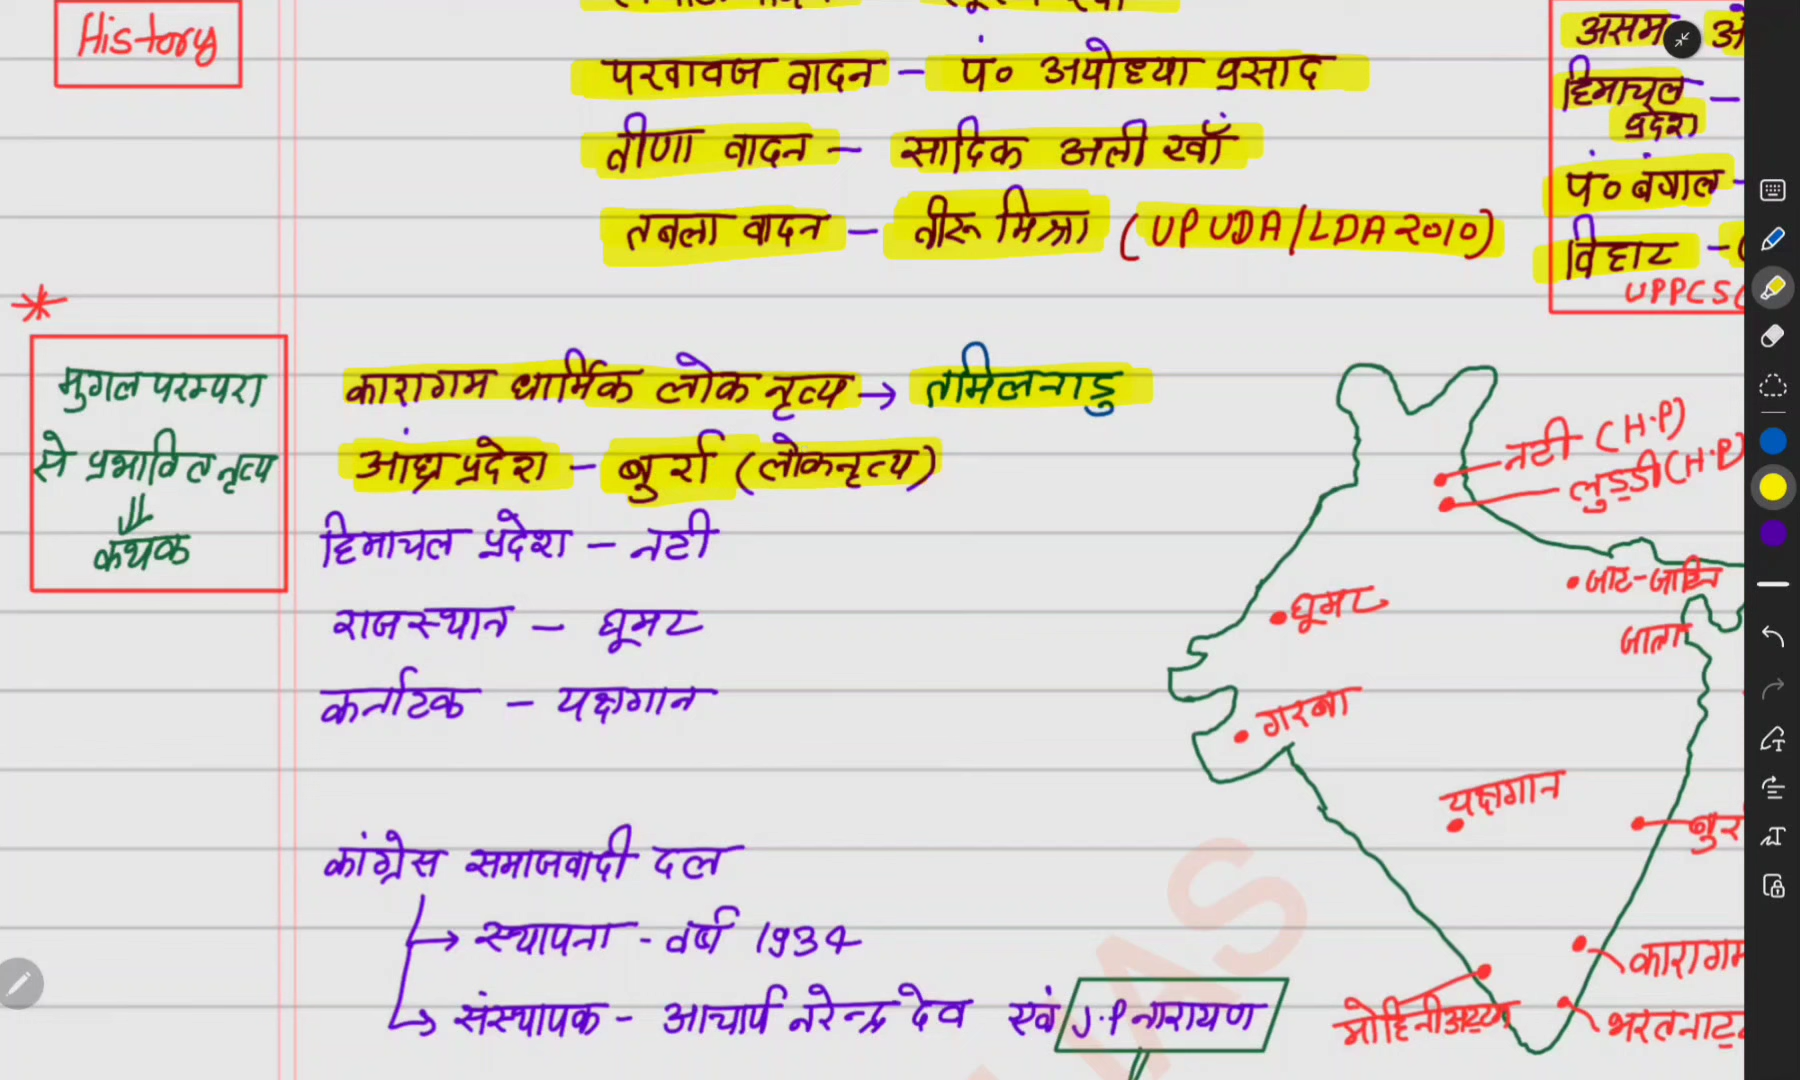 History
पखावज वादन – पं० अयोध्या प्रसाद
वीणा वादन – सादिक अली खाँ
तबला वादन – वीरू मिश्रा (UP UDA/LDA 2010)
असम
हिमाचल –
प्रदेश
पं० बंगाल –
विहार –
UPPCS(
मुगल परम्परा
से प्रभावित नृत्य
⇓
कथक
कारागम धार्मिक लोक नृत्य → तमिलनाडु
आंध्र प्रदेश – बुर्रा (लोकनृत्य)
हिमाचल प्रदेश – नटी
राजस्थान – घूमर
कर्नाटक – यक्षगान
कांग्रेस समाजवादी दल
→ स्थापना - वर्ष 1934
→ संस्थापक - आचार्य नरेन्द्र देव एवं J.P नारायण
नटी (H.P)
लुड्डी (H.P)
जाट-जाटिन
घूमर
गरबा
यक्षगान
बुर
कारागम
मोहिनीअट्टम
भरतनाट्
IAS